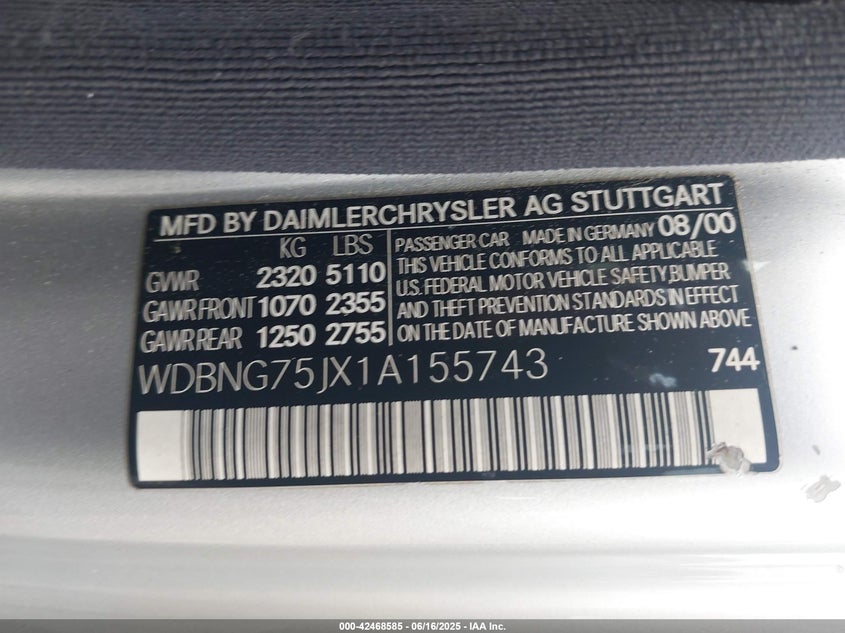 MFD BY DAIMLERCHRYSLER AG STUTTGART
KG LBS
GVWR 2320 5110
GAWR FRONT 1070 2355
GAWR REAR 1250 2755
PASSENGER CAR MADE IN GERMANY 08/00
THIS VEHICLE CONFORMS TO ALL APPLICABLE
U.S. FEDERAL MOTOR VEHICLE SAFETY, BUMPER
AND THEFT PREVENTION STANDARDS IN EFFECT
ON THE DATE OF MANUFACTURE SHOWN ABOVE
WDBNG75JX1A155743 744
000-42468585 - 06/16/2025 - IAA Inc.